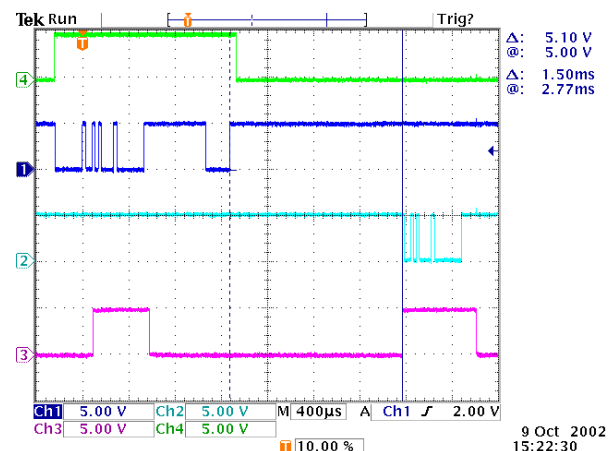 Tek Run
Trig?
Δ: 5.10 V
@: 5.00 V
Δ: 1.50ms
@: 2.77ms
T
T
4
1
2
3
Ch1 5.00 V Ch2 5.00 V M 400µs A Ch1 ʃ 2.00 V
Ch3 5.00 V Ch4 5.00 V
T 10.00 %
9 Oct 2002
15:22:30